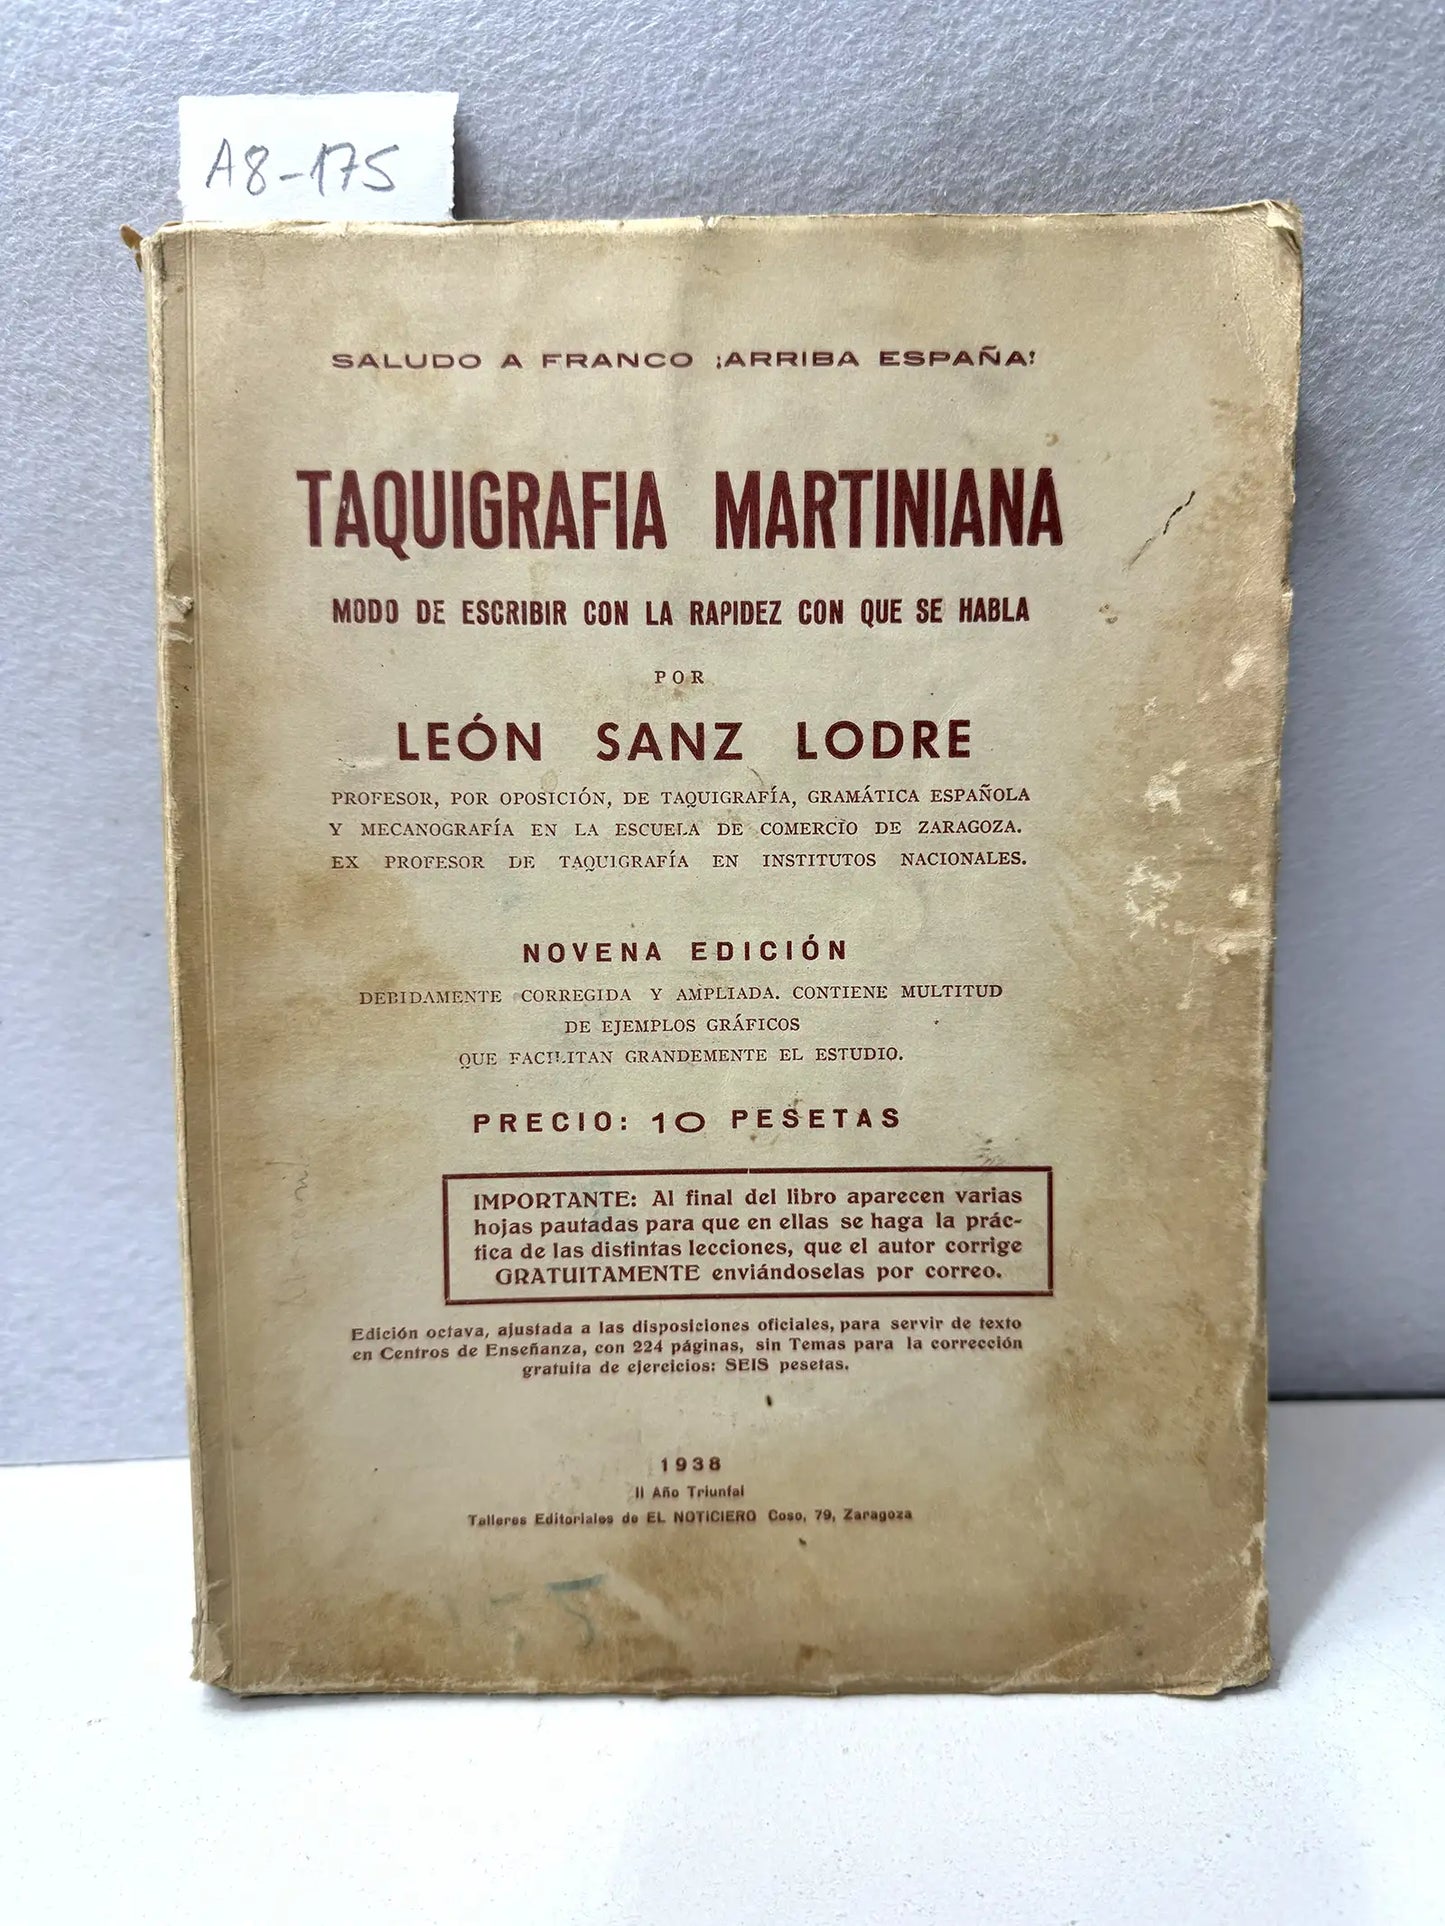 A8-175
SALUDO A FRANCO ¡ARRIBA ESPAÑA!
TAQUIGRAFIA MARTINIANA
MODO DE ESCRIBIR CON LA RAPIDEZ CON QUE SE HABLA
POR
LEÓN SANZ LODRE
PROFESOR, POR OPOSICIÓN, DE TAQUIGRAFÍA, GRAMÁTICA ESPAÑOLA
Y MECANOGRAFÍA EN LA ESCUELA DE COMERCIO DE ZARAGOZA.
EX PROFESOR DE TAQUIGRAFÍA EN INSTITUTOS NACIONALES.
NOVENA EDICIÓN
DEBIDAMENTE CORREGIDA Y AMPLIADA. CONTIENE MULTITUD
DE EJEMPLOS GRÁFICOS
QUE FACILITAN GRANDEMENTE EL ESTUDIO.
PRECIO: 10 PESETAS
IMPORTANTE: Al final del libro aparecen varias
hojas pautadas para que en ellas se haga la prác-
tica de las distintas lecciones, que el autor corrige
GRATUITAMENTE enviándoselas por correo.
Edición octava, ajustada a las disposiciones oficiales, para servir de texto
en Centros de Enseñanza, con 224 páginas, sin Temas para la corrección
gratuita de ejercicios: SEIS pesetas.
1938
II Año Triunfal
Talleres Editoriales de EL NOTICIERO Coso, 79, Zaragoza